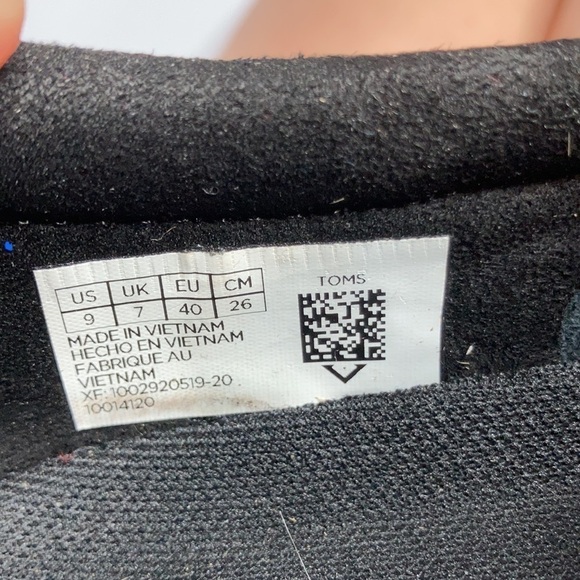 US UK EU CM
9 7 40 26
TOMS
MADE IN VIETNAM
HECHO EN VIETNAM
FABRIQUE AU
VIETNAM
XF: 1002920519-20
10014120